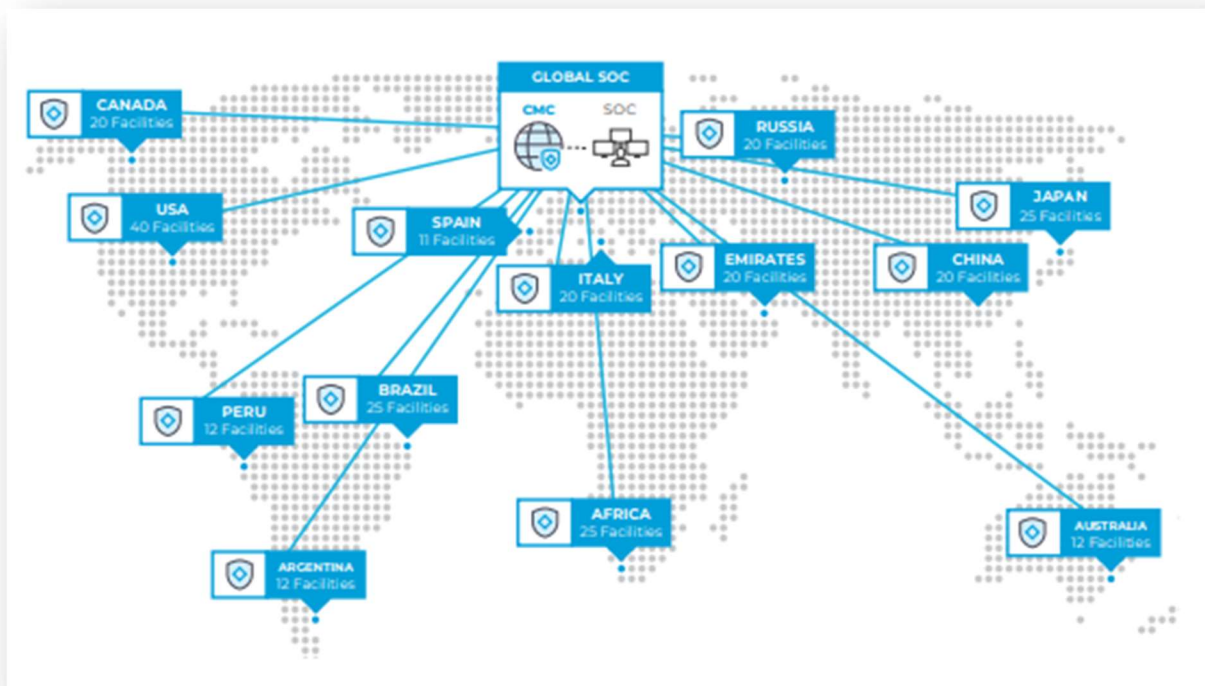 GLOBAL SOC
CMC
SOC
CANADA
20 Facilities
RUSSIA
20 Facilities
USA
40 Facilities
JAPAN
25 Facilities
SPAIN
11 Facilities
ITALY
20 Facilities
EMIRATES
20 Facilities
CHINA
20 Facilities
BRAZIL
25 Facilities
PERU
12 Facilities
AFRICA
25 Facilities
AUSTRALIA
12 Facilities
ARGENTINA
12 Facilities